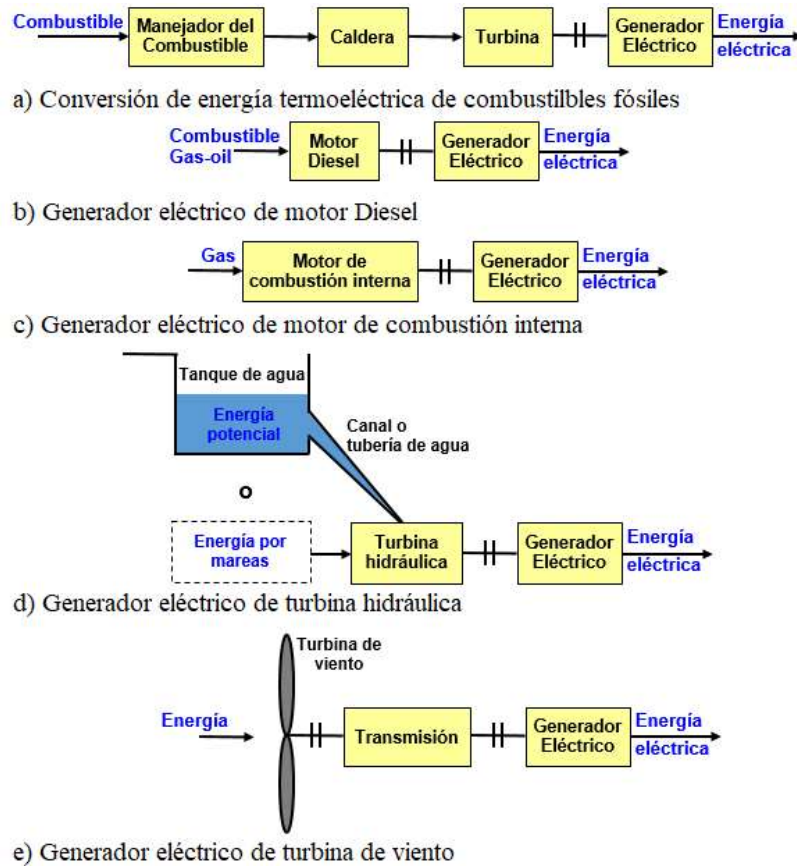 Combustible
Manejador del
Combustible
Caldera
Turbina
Generador
Eléctrico
Energía
eléctrica
a) Conversión de energía termoeléctrica de combustilbles fósiles
Combustible
Gas-oil
Motor
Diesel
Generador
Eléctrico
Energía
eléctrica
b) Generador eléctrico de motor Diesel
Gas
Motor de
combustión interna
Generador
Eléctrico
Energía
eléctrica
c) Generador eléctrico de motor de combustión interna
Tanque de agua
Energía
potencial
Canal o
tubería de agua
o
Energía por
mareas
Turbina
hidráulica
Generador
Eléctrico
Energía
eléctrica
d) Generador eléctrico de turbina hidráulica
Turbina de
viento
Energía
Transmisión
Generador
Eléctrico
Energía
eléctrica
e) Generador eléctrico de turbina de viento